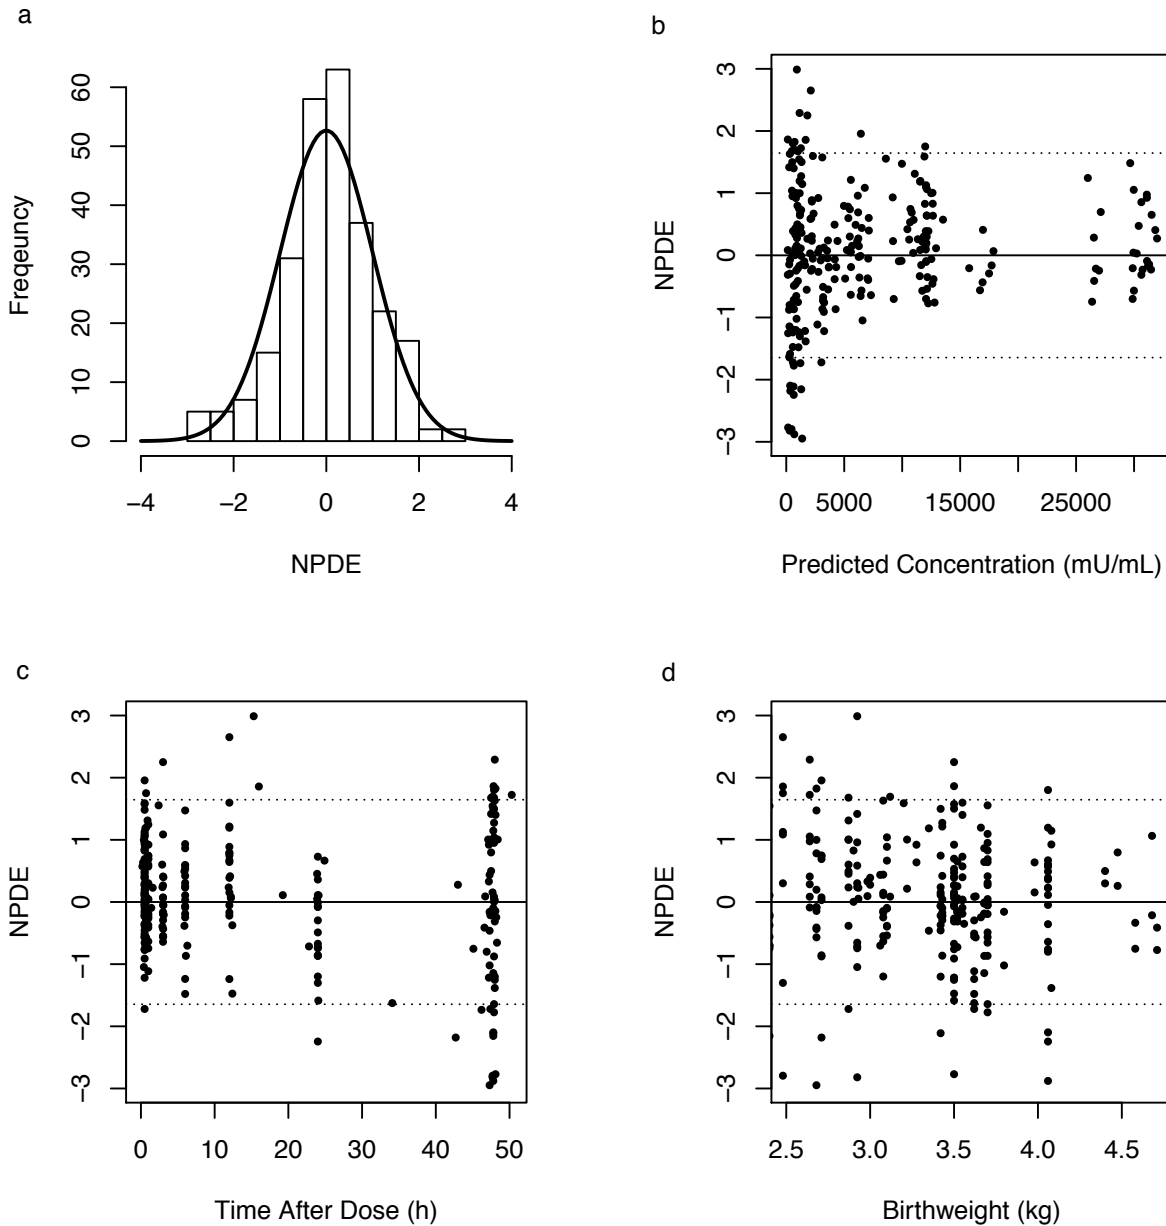 a
Freqeuncy
60
50
40
30
20
10
0
−4 −2 0 2 4
NPDE
b
NPDE
3
2
1
0
−1
−2
−3
0 5000 15000 25000
Predicted Concentration (mU/mL)
c
NPDE
3
2
1
0
−1
−2
−3
0 10 20 30 40 50
Time After Dose (h)
d
NPDE
3
2
1
0
−1
−2
−3
2.5 3.0 3.5 4.0 4.5
Birthweight (kg)